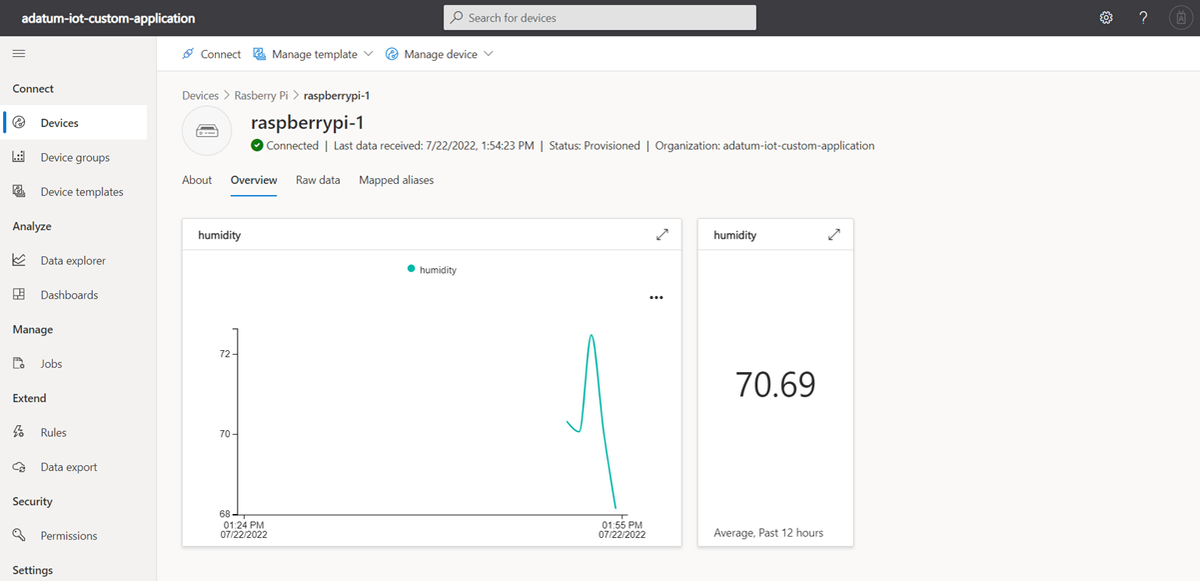 adatum-iot-custom-application
Search for devices
?
Connect
Devices
Device groups
Device templates
Analyze
Data explorer
Dashboards
Manage
Jobs
Extend
Rules
Data export
Security
Permissions
Settings
Connect Manage template Manage device
Devices > Rasberry Pi > raspberrypi-1
raspberrypi-1
Connected | Last data received: 7/22/2022, 1:54:23 PM | Status: Provisioned | Organization: adatum-iot-custom-application
About Overview Raw data Mapped aliases
humidity
humidity
72
70
68
01:24 PM 01:55 PM
07/22/2022 07/22/2022
humidity
70.69
Average, Past 12 hours